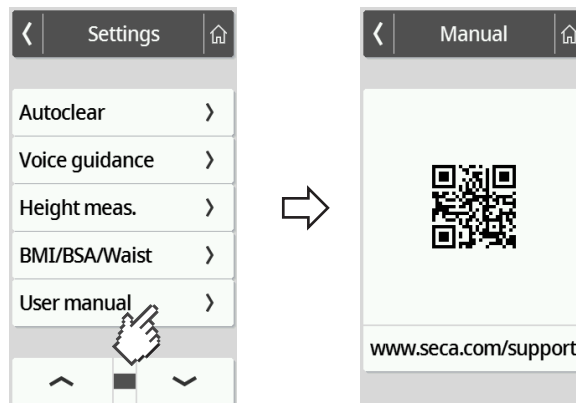 Settings
Autoclear
Voice guidance
Height meas.
BMI/BSA/Waist
User manual
Manual
www.seca.com/support